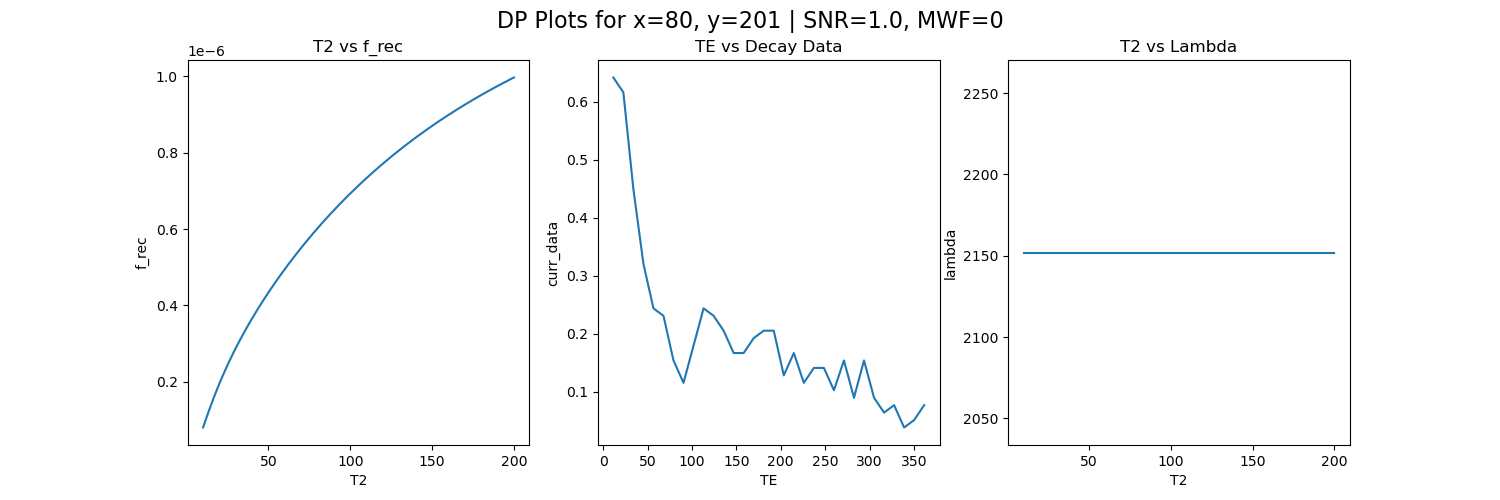 DP Plots for x=80, y=201 | SNR=1.0, MWF=0
T2 vs f_rec
1e−6
1.0
0.8
0.6
0.4
0.2
f_rec
50
100
150
200
T2
TE vs Decay Data
0.6
0.5
0.4
0.3
0.2
0.1
curr_data
0
50
100
150
200
250
300
350
TE
T2 vs Lambda
2250
2200
2150
2100
2050
lambda
50
100
150
200
T2